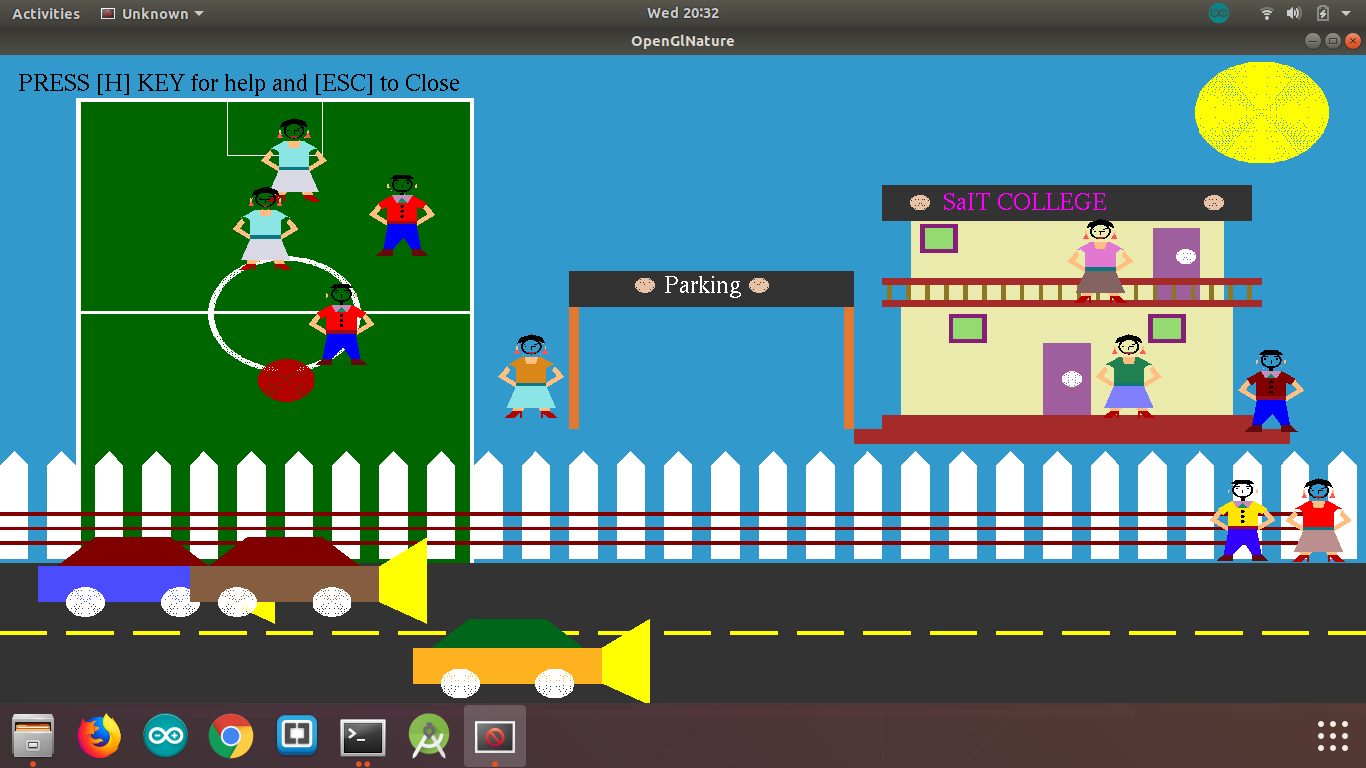 Activities Unknown Wed 20:32
OpenGlNature
PRESS [H] KEY for help and [ESC] to Close
SaIT COLLEGE
Parking